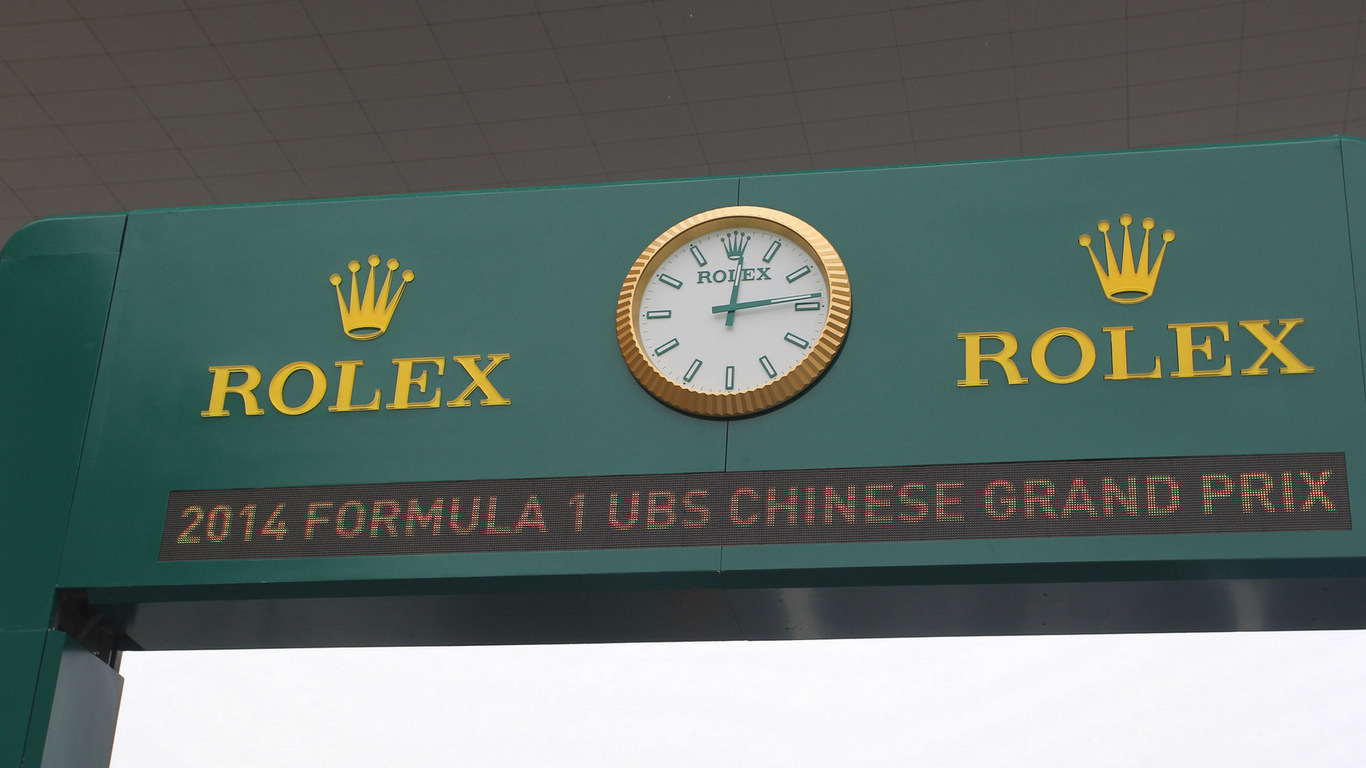 ROLEX
ROLEX
ROLEX
2014 FORMULA 1 UBS CHINESE GRAND PRIX